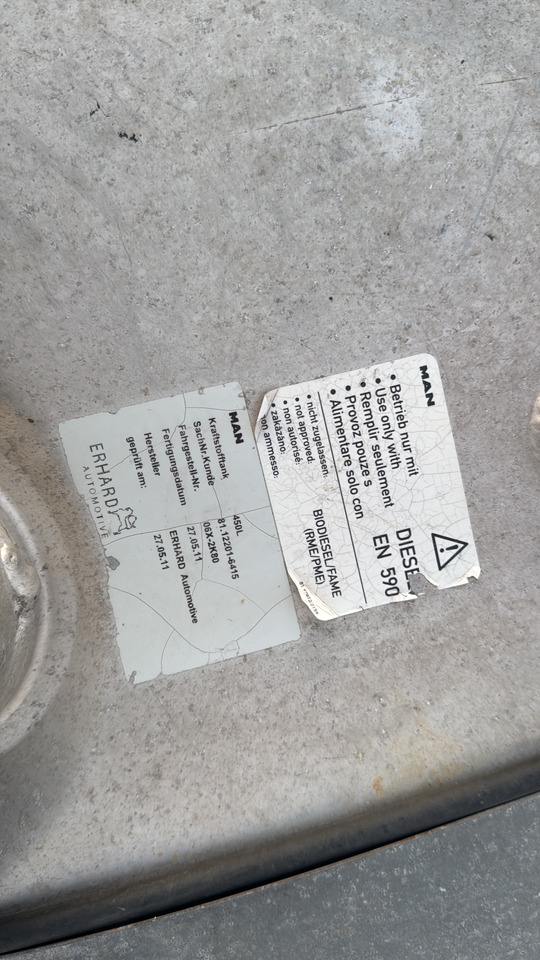 MAN
• Betrieb nur mit
• Use only with
• Remplir seulement
• Provoz pouze s
• Alimentare solo con
DIESEL
EN 590
• nicht zugelassen:
• not approved:
• non autorisé:
• zakázáno:
non ammesso:
BIODIESEL/FAME
(RME/PME)
MAN
Kraftstofftank 450L
SachNr.Kunde 81.12201-6415
Fahrgestell-Nr. 06X-2K80
Fertigungsdatum 27.05.11
Hersteller ERHARD Automotive
geprüft am: 27.05.11
ERHARD
AUTOMOTIVE